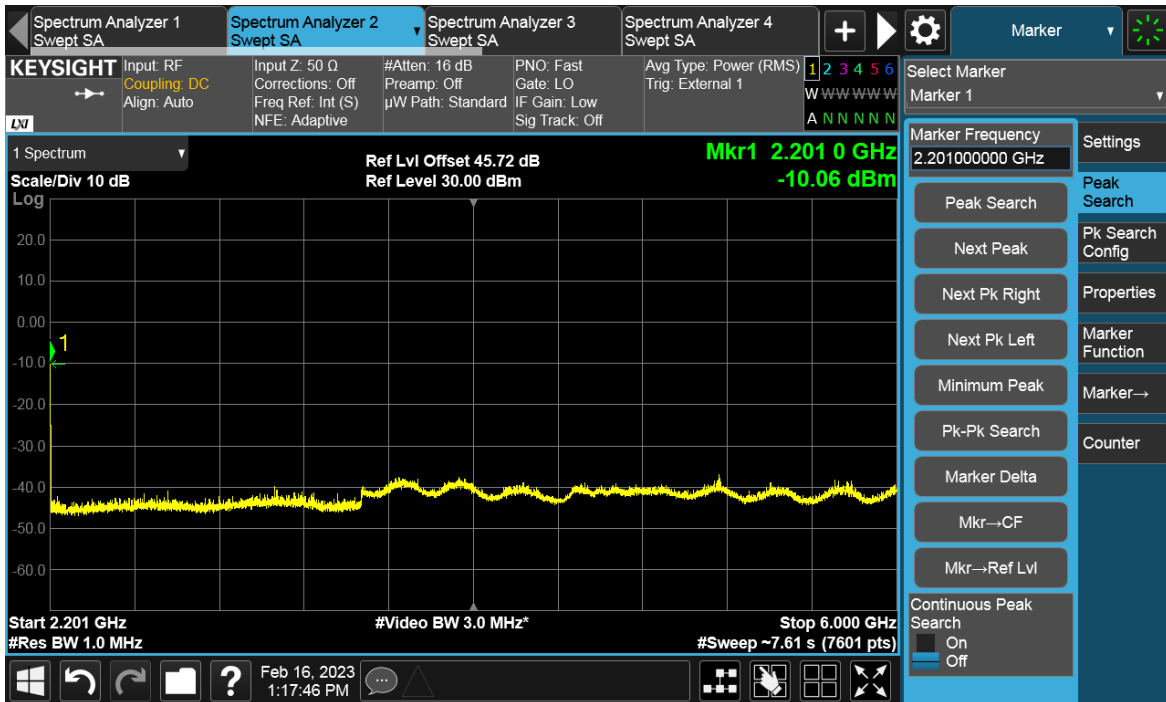 Spectrum Analyzer 1
Swept SA
Spectrum Analyzer 2
Swept SA
Spectrum Analyzer 3
Swept SA
Spectrum Analyzer 4
Swept SA
Marker
KEYSIGHT
LXI
Input: RF
Coupling: DC
Align: Auto
Input Z: 50 Ω
Corrections: Off
Freq Ref: Int (S)
NFE: Adaptive
#Atten: 16 dB
Preamp: Off
µW Path: Standard
PNO: Fast
Gate: LO
IF Gain: Low
Sig Track: Off
Avg Type: Power (RMS)
Trig: External 1
1 2 3 4 5 6
W W W W W W
A N N N N N
Select Marker
Marker 1
1 Spectrum
Scale/Div 10 dB
Log
Ref Lvl Offset 45.72 dB
Ref Level 30.00 dBm
Mkr1 2.201 0 GHz
-10.06 dBm
20.0
10.0
0.00
-10.0
-20.0
-30.0
-40.0
-50.0
-60.0
1
Start 2.201 GHz
#Res BW 1.0 MHz
#Video BW 3.0 MHz*
Stop 6.000 GHz
#Sweep ~7.61 s (7601 pts)
Marker Frequency
2.201000000 GHz
Peak Search
Next Peak
Next Pk Right
Next Pk Left
Minimum Peak
Pk-Pk Search
Marker Delta
Mkr→CF
Mkr→Ref Lvl
Continuous Peak
Search
On
Off
Settings
Peak
Search
Pk Search
Config
Properties
Marker
Function
Marker→
Counter
?
Feb 16, 2023
1:17:46 PM